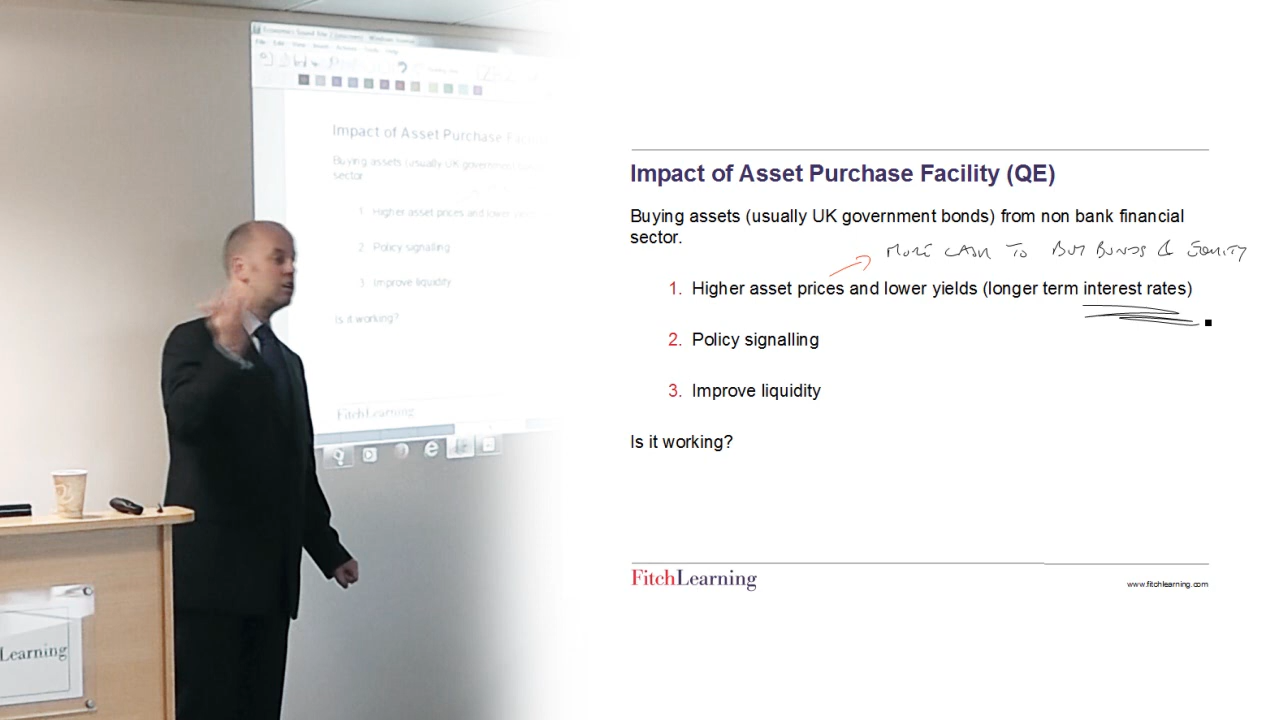 Impact of Asset Purchase
Buying assets (usually UK government
sector
1 Higher asset prices and lower
2 Policy signalling
3 Improve liquidity
Is it working?
FitchLearning
Learning
Impact of Asset Purchase Facility (QE)
Buying assets (usually UK government bonds) from non bank financial
sector.
MORE CASH TO BUY BONDS & EQUITY
1. Higher asset prices and lower yields (longer term interest rates)
2. Policy signalling
3. Improve liquidity
Is it working?
FitchLearning
www.fitchlearning.com